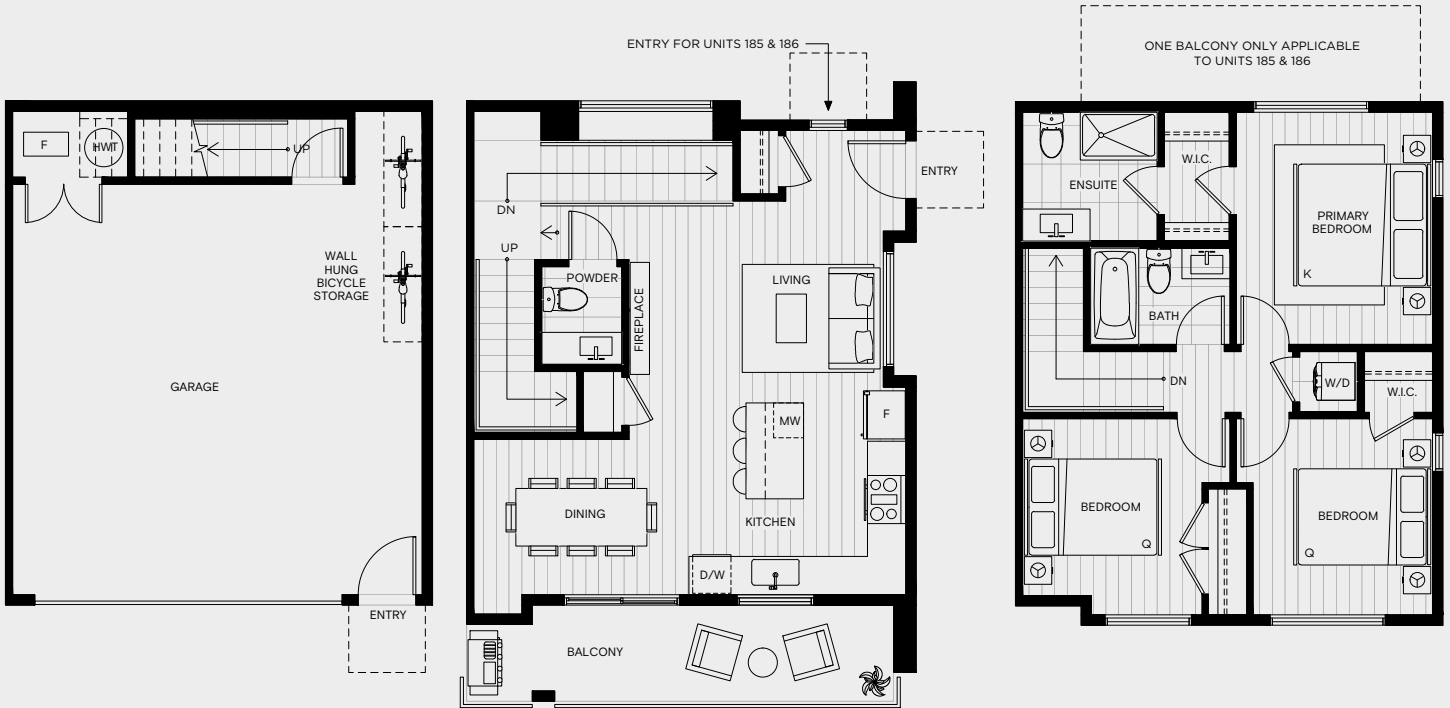 F
HWT
UP
WALL
HUNG
BICYCLE
STORAGE
GARAGE
ENTRY
ENTRY FOR UNITS 185 & 186
ENTRY
DN
UP
POWDER
FIREPLACE
LIVING
MW
F
DINING
KITCHEN
D/W
BALCONY
ONE BALCONY ONLY APPLICABLE
TO UNITS 185 & 186
W.I.C.
ENSUITE
PRIMARY
BEDROOM
K
BATH
DN
W/D
W.I.C.
BEDROOM
Q
BEDROOM
Q